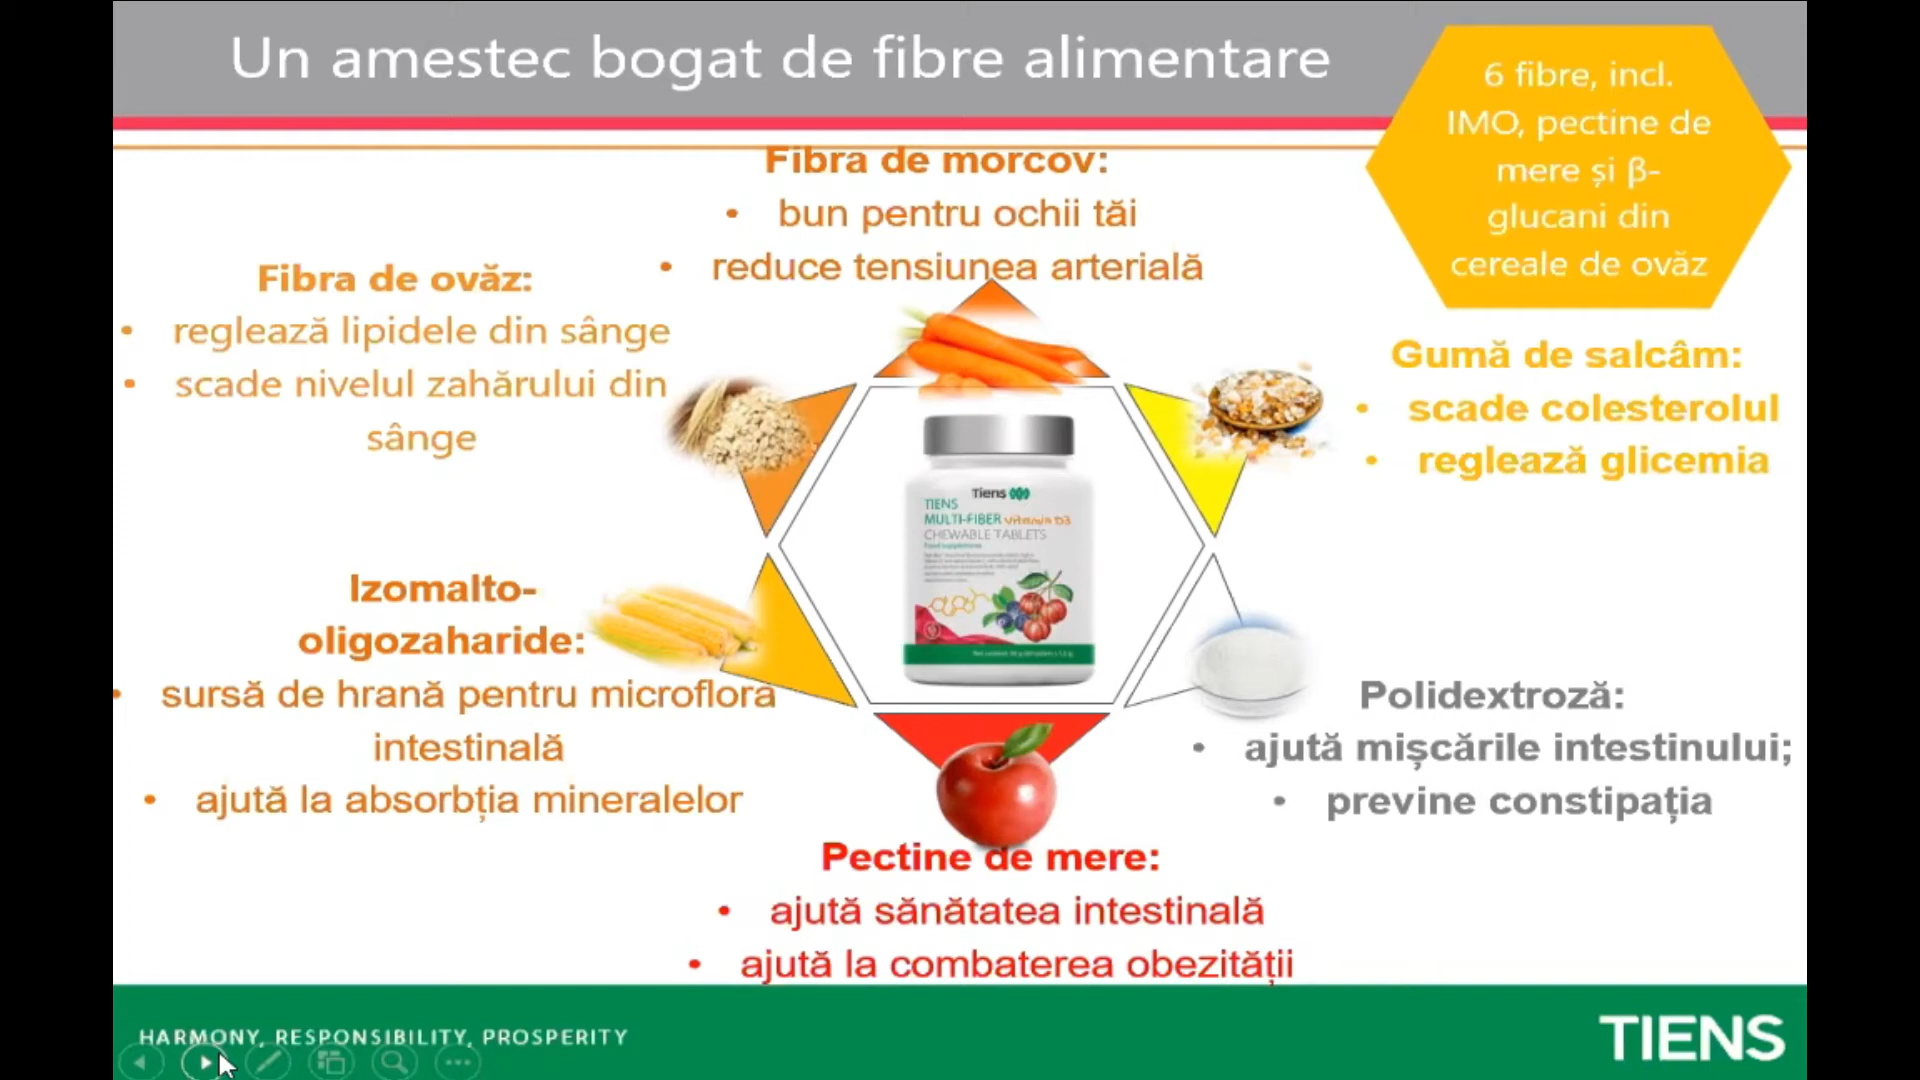 Un amestec bogat de fibre alimentare
6 fibre, incl.
IMO, pectine de
mere și β-
glucani din
cereale de ovăz
Fibra de morcov:
• bun pentru ochii tăi
• reduce tensiunea arterială
Fibra de ovăz:
• reglează lipidele din sânge
• scade nivelul zahărului din
sânge
Gumă de salcâm:
• scade colesterolul
• reglează glicemia
Tiens
TIENS
MULTI-FIBER Vitamin D3
CHEWABLE TABLETS
Food supplement
Izomalto-
oligozaharide:
• sursă de hrană pentru microflora
intestinală
• ajută la absorbția mineralelor
Polidextroză:
• ajută mișcările intestinului;
• previne constipația
Pectine de mere:
• ajută sănătatea intestinală
• ajută la combaterea obezității
HARMONY, RESPONSIBILITY, PROSPERITY
TIENS